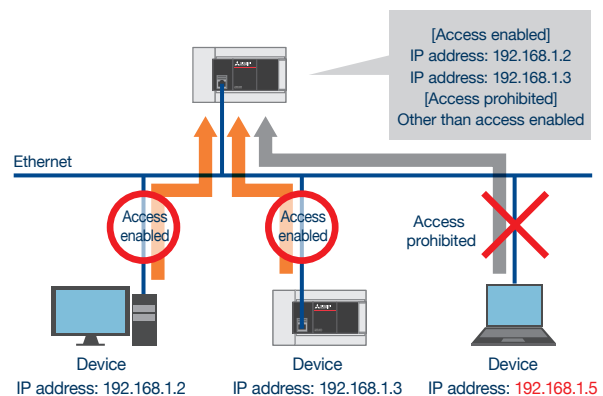 [Access enabled]
IP address: 192.168.1.2
IP address: 192.168.1.3
[Access prohibited]
Other than access enabled
Ethernet
Access
enabled
Access
enabled
Access
prohibited
Device
IP address: 192.168.1.2
Device
IP address: 192.168.1.3
Device
IP address: 192.168.1.5